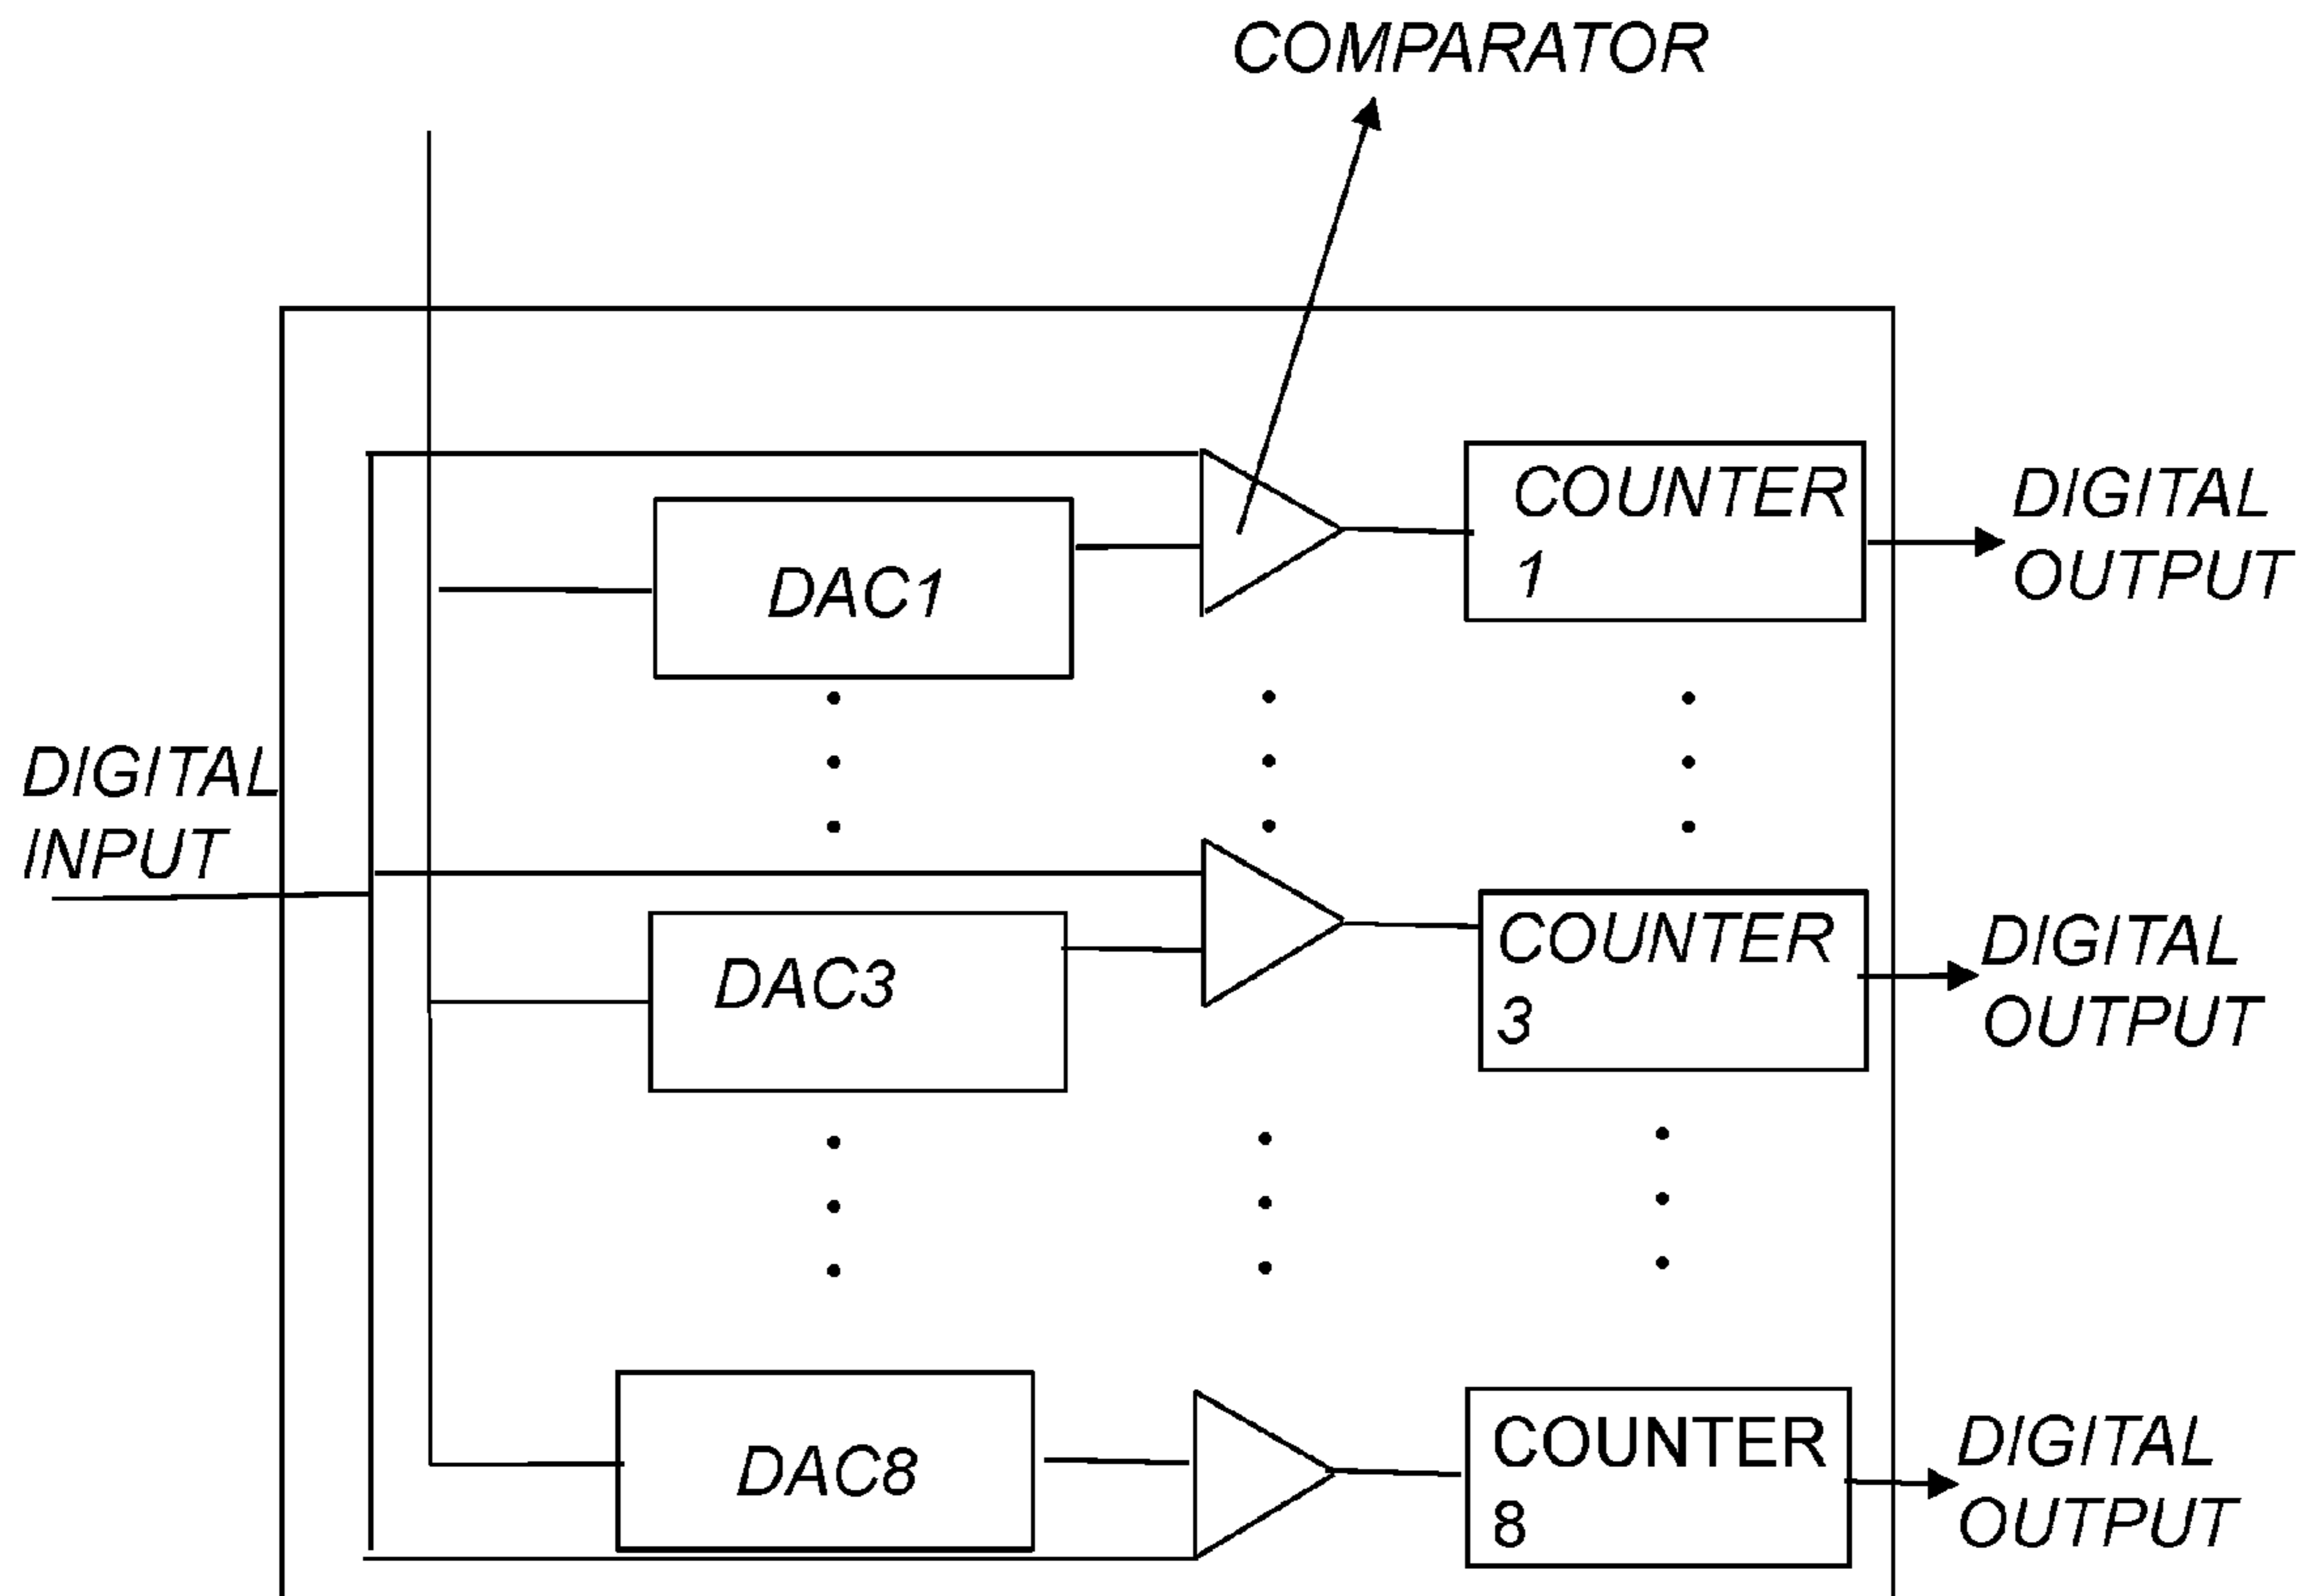 COMPARATOR
COUNTER
1
DIGITAL
OUTPUT
DAC1
DIGITAL
INPUT
COUNTER
3
DIGITAL
OUTPUT
DAC3
COUNTER
8
DIGITAL
OUTPUT
DAC8